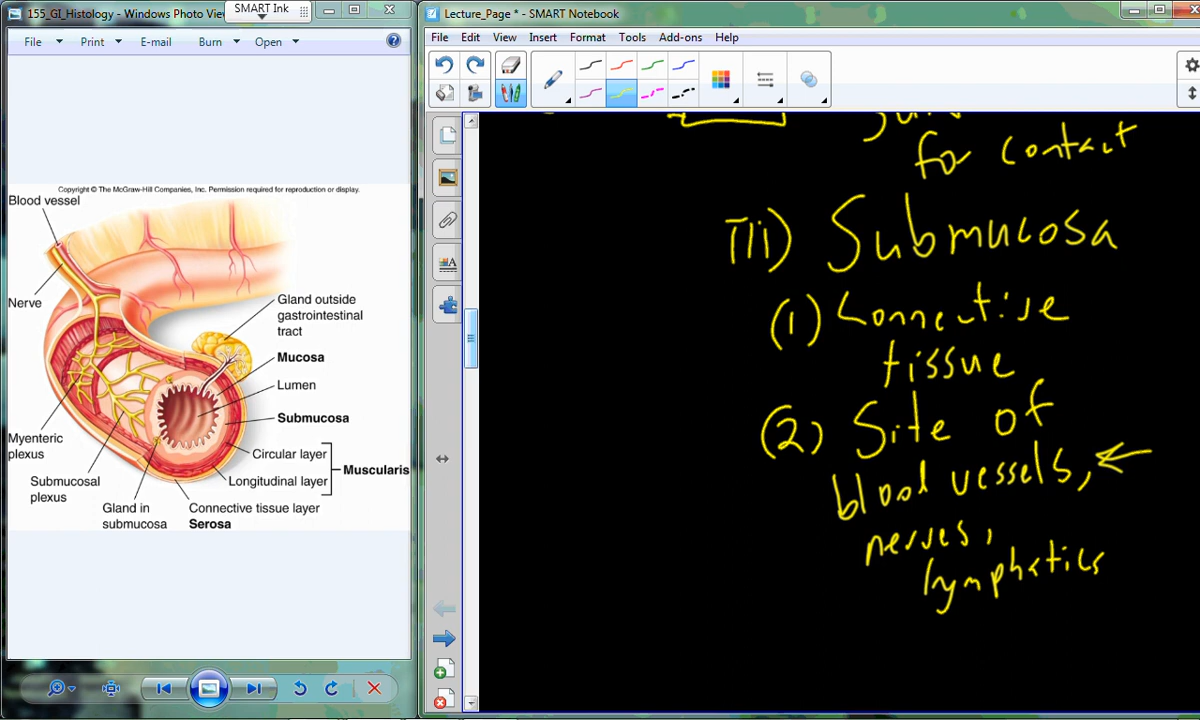 155_GI_Histology - Windows Photo View
SMART Ink
File Print E-mail Burn Open
Copyright © The McGraw-Hill Companies, Inc. Permission required for reproduction or display.
Blood vessel
Nerve
Gland outside
gastrointestinal
tract
Mucosa
Lumen
Submucosa
Circular layer
Muscularis
Longitudinal layer
Myenteric
plexus
Submucosal
plexus
Gland in
submucosa
Connective tissue layer
Serosa
Lecture_Page * - SMART Notebook
File Edit View Insert Format Tools Add-ons Help
for contact
iii) Submucosa
(1) Connective
tissue
(2) Site of
blood vessels,
nerves,
lymphatics